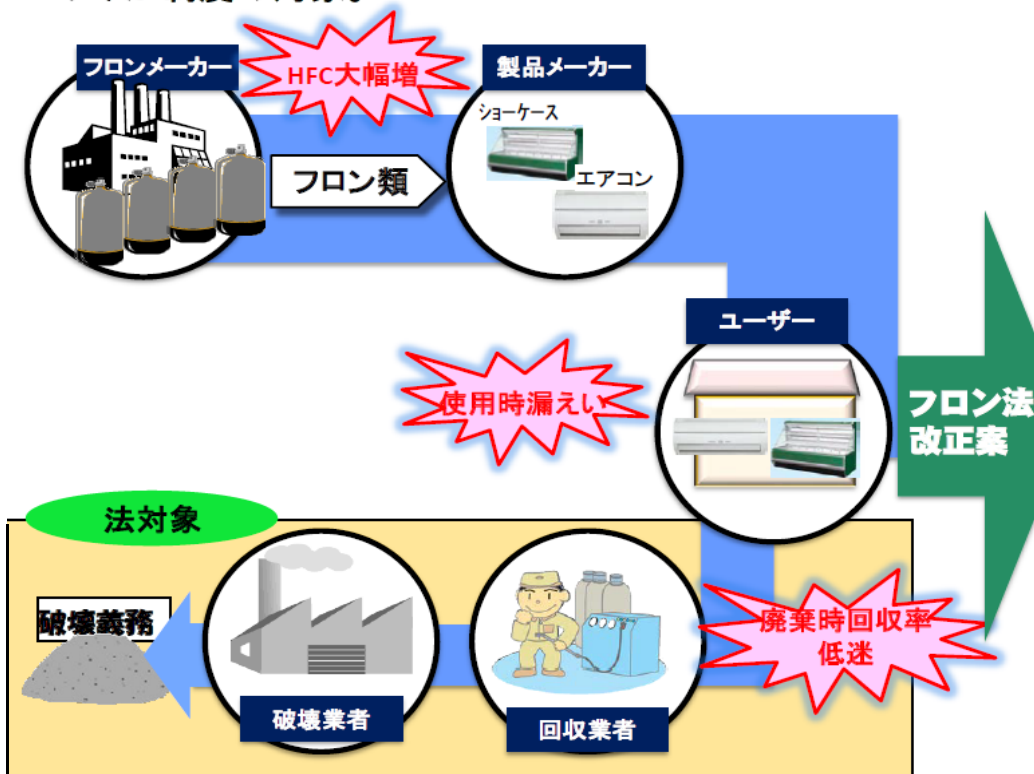 フロンメーカー
HFC大幅増
製品メーカー
ショーケース
フロン類
エアコン
ユーザー
使用時漏えい
フロン法
改正案
法対象
破壊義務
廃棄時回収率
低迷
破壊業者
回収業者